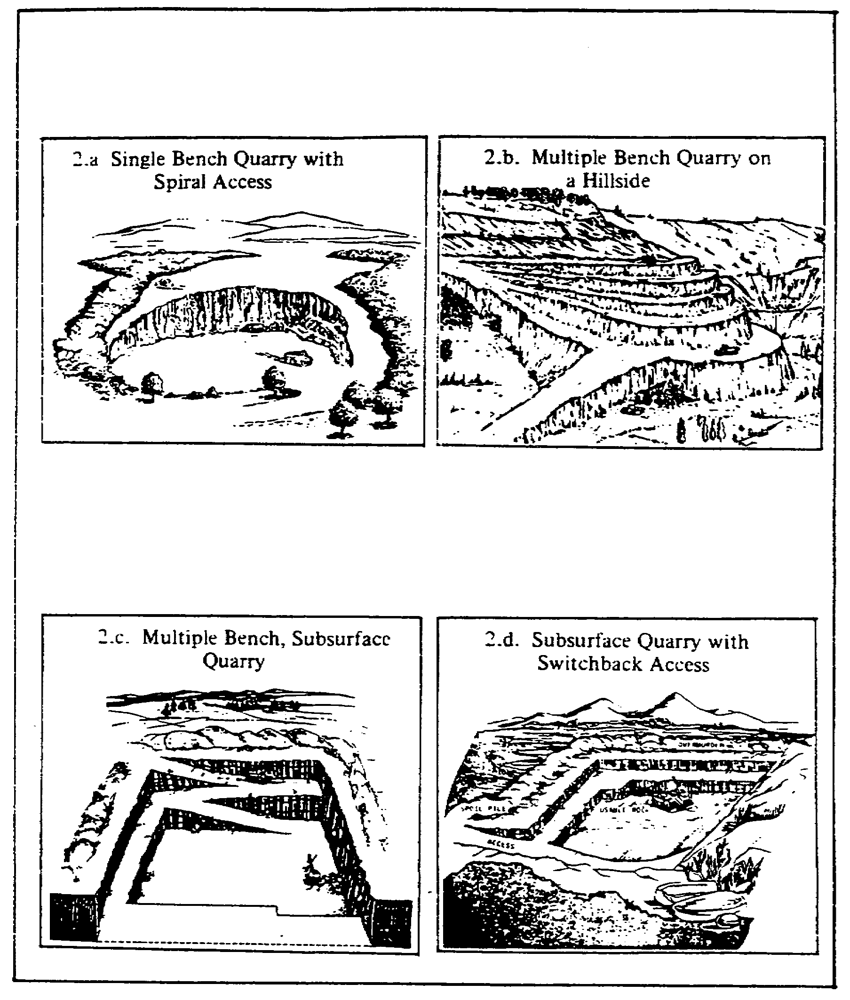 2.a Single Bench Quarry with
Spiral Access
2.b. Multiple Bench Quarry on
a Hillside
2.c. Multiple Bench, Subsurface
Quarry
2.d. Subsurface Quarry with
Switchback Access
OVERBURDEN
SPOIL PILE
USABLE ROCK
ACCESS